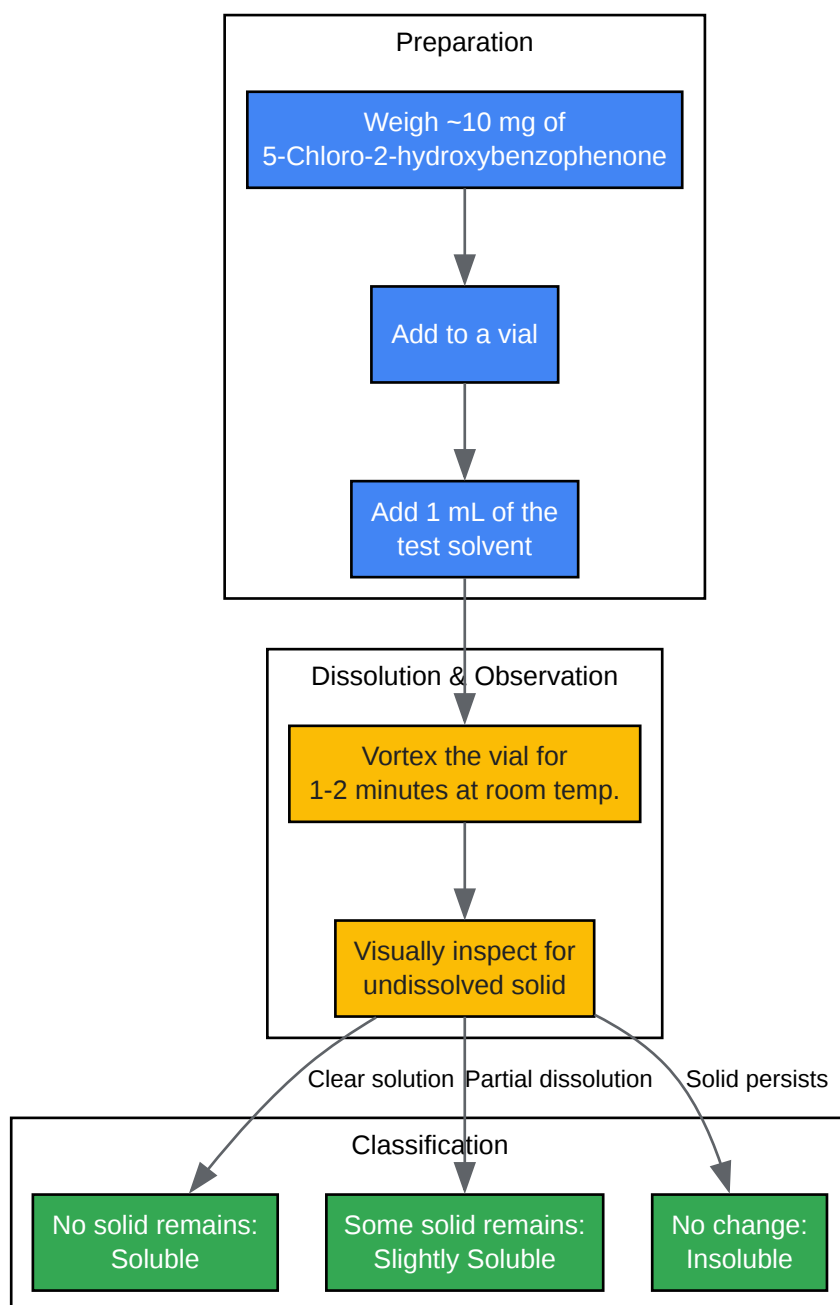 Preparation
Weigh ~10 mg of
5-Chloro-2-hydroxybenzophenone
Add to a vial
Add 1 mL of the
test solvent
Dissolution & Observation
Vortex the vial for
1-2 minutes at room temp.
Visually inspect for
undissolved solid
Clear solution
Partial dissolution
Solid persists
Classification
No solid remains:
Soluble
Some solid remains:
Slightly Soluble
No change:
Insoluble